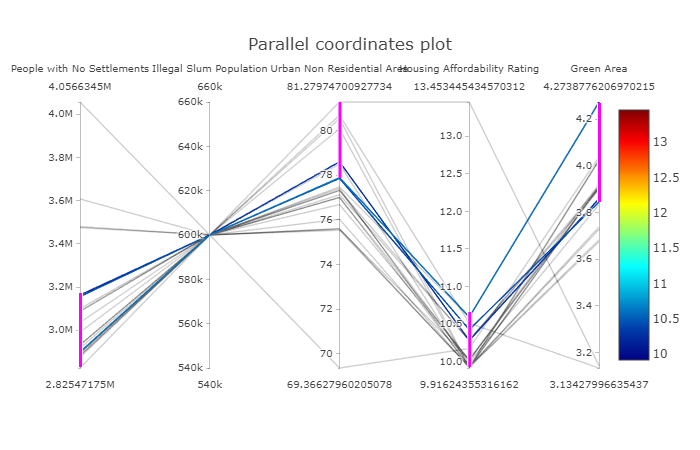 Parallel coordinates plot
People with No Settlements Illegal Slum Population Urban Non Residential Area Housing Affordability Rating Green Area
4.0566345M 660k 81.27974700927734 13.453445434570312 4.2738776206970215
4.0M
3.8M
3.6M
3.4M
3.2M
3.0M
2.82547175M
660k
640k
620k
600k
580k
560k
540k
540k
80
78
76
74
72
70
69.36627960205078
13.0
12.5
12.0
11.5
11.0
10.5
10.0
9.91624355316162
4.2
4.0
3.8
3.6
3.4
3.2
3.13427996635437
13
12.5
12
11.5
11
10.5
10